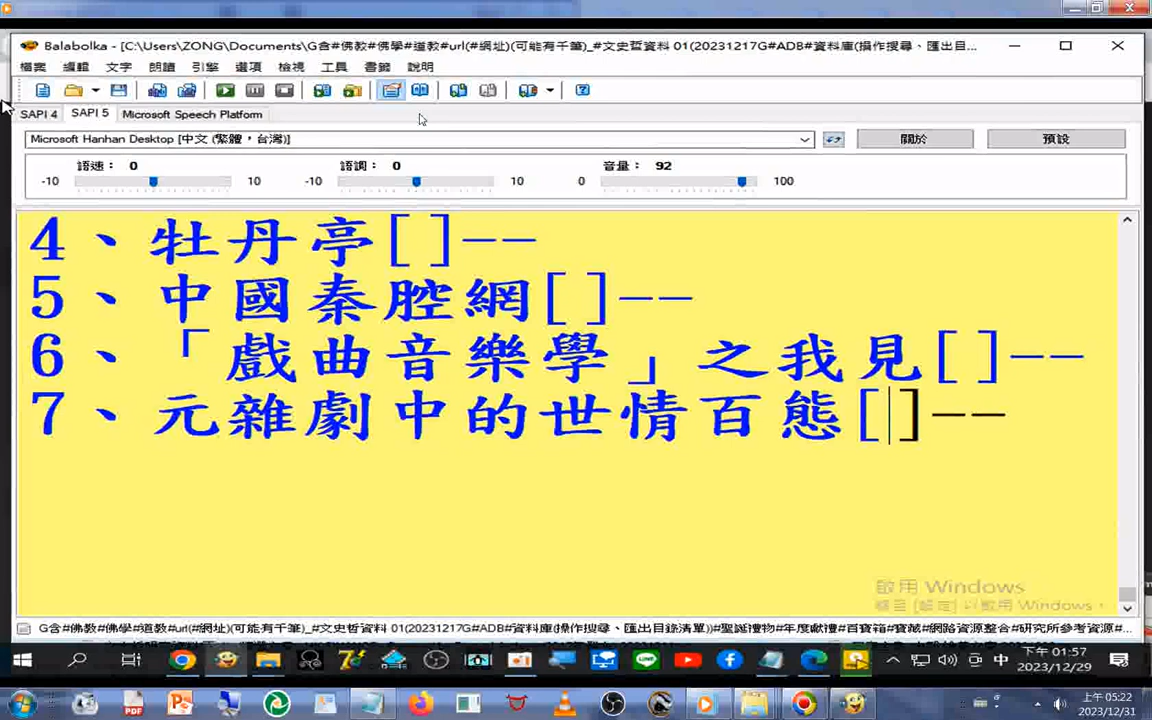 Balabolka - [C:\Users\ZONG\Documents\G含#佛教#佛學#道教#url(#網址)(可能有千筆)_#文史哲資料 01(20231217G#ADB#資料庫(操作搜尋、匯出目...
檔案 編輯 文字 朗讀 引擎 選項 檢視 工具 書籤 說明
SAPI 4 SAPI 5 Microsoft Speech Platform
Microsoft Hanhan Desktop [中文 (繁體，台灣)] 關於 預設
語速： 0 語調： 0 音量： 92
-10 10 -10 10 0 100
4、牡丹亭[ ]--
5、中國秦腔網[ ]--
6、「戲曲音樂學」之我見[ ]--
7、元雜劇中的世情百態[ ]--
啟用 Windows
移至 [設定] 以啟用 Windows。
G含#佛教#佛學#道教#url(#網址)(可能有千筆)_#文史哲資料 01(20231217G#ADB#資料庫(操作搜尋、匯出目錄清單))#聖誕禮物#年度獻禮#百寶箱#寶藏#網路資源整合#研究所參考資源#...
中 下午 01:57
2023/12/29
上午 05:22
2023/12/31